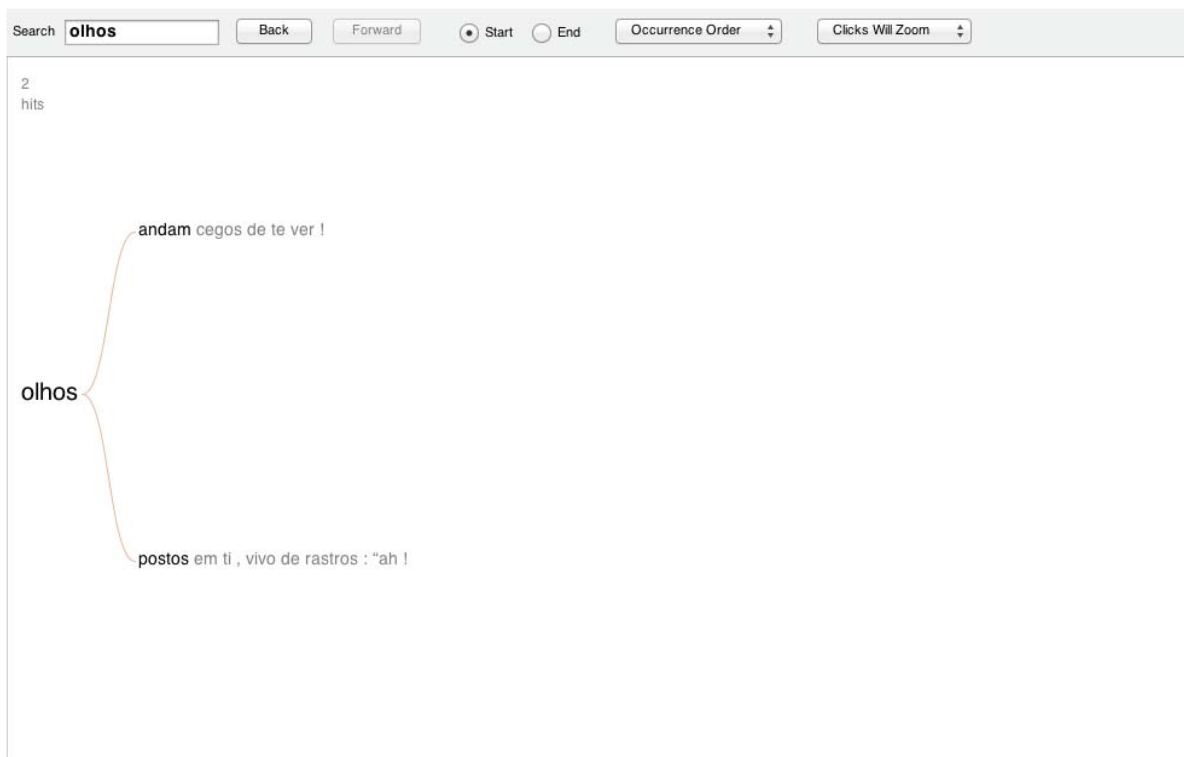 Search olhos Back Forward Start End Occurrence Order Clicks Will Zoom
2
hits
andam cegos de te ver !
olhos
postos em ti , vivo de rastros : “ah !